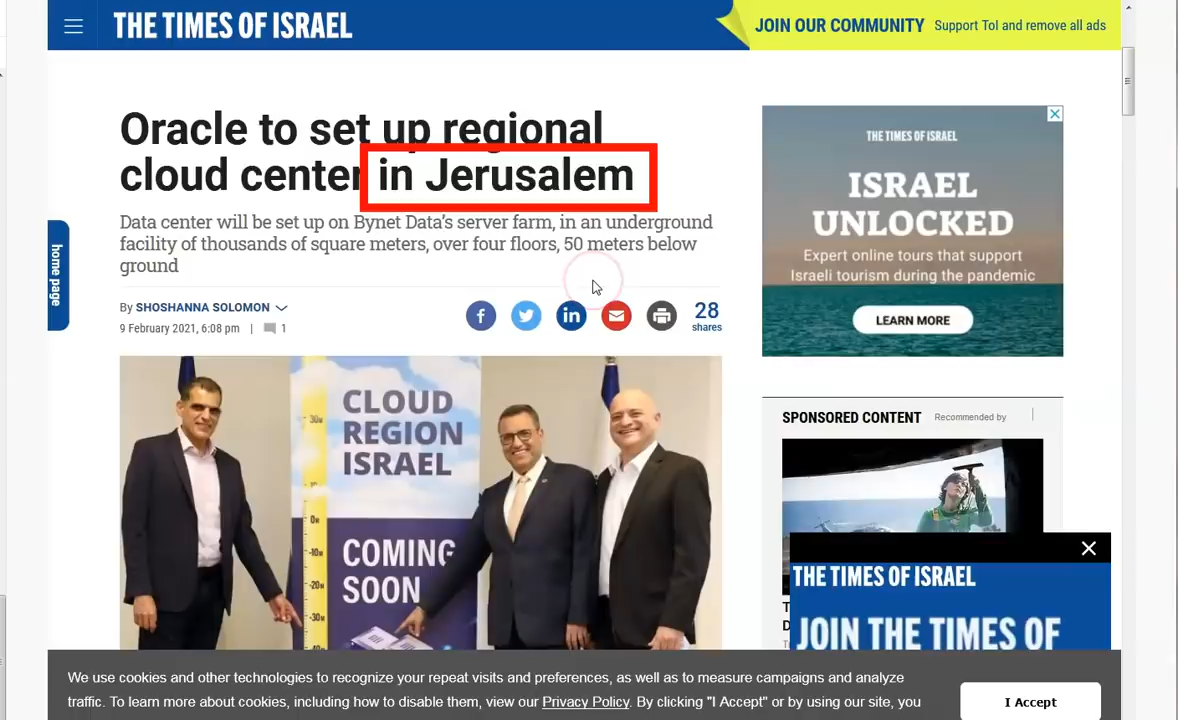 THE TIMES OF ISRAEL
JOIN OUR COMMUNITY Support ToI and remove all ads
Oracle to set up regional
cloud center in Jerusalem
Data center will be set up on Bynet Data's server farm, in an underground
facility of thousands of square meters, over four floors, 50 meters below
ground
home page
By SHOSHANNA SOLOMON
9 February 2021, 6:08 pm | 1
28
shares
CLOUD
REGION
ISRAEL
30м
0м
-10м
-20м
-30м
COMING
SOON
THE TIMES OF ISRAEL
ISRAEL
UNLOCKED
Expert online tours that support
Israeli tourism during the pandemic
LEARN MORE
SPONSORED CONTENT Recommended by
THE TIMES OF ISRAEL
JOIN THE TIMES OF
We use cookies and other technologies to recognize your repeat visits and preferences, as well as to measure campaigns and analyze
traffic. To learn more about cookies, including how to disable them, view our Privacy Policy. By clicking "I Accept" or by using our site, you
I Accept